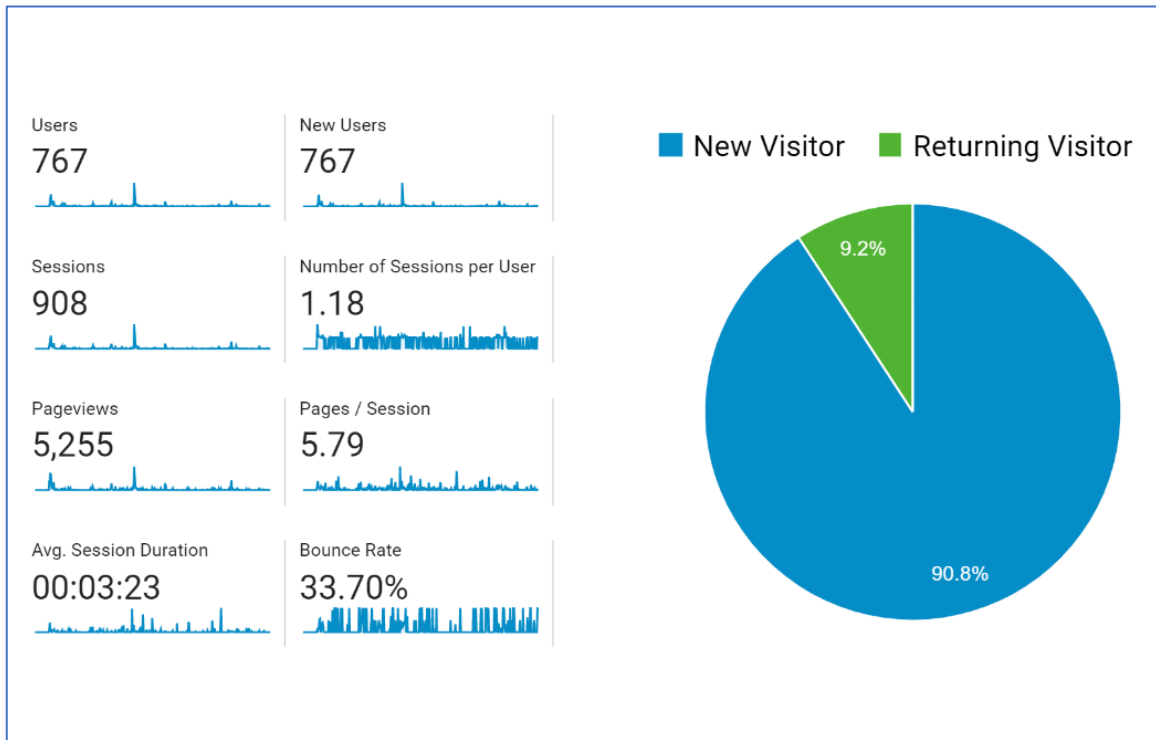 Users
767
New Users
767
Sessions
908
Number of Sessions per User
1.18
Pageviews
5,255
Pages / Session
5.79
Avg. Session Duration
00:03:23
Bounce Rate
33.70%
New Visitor
Returning Visitor
9.2%
90.8%